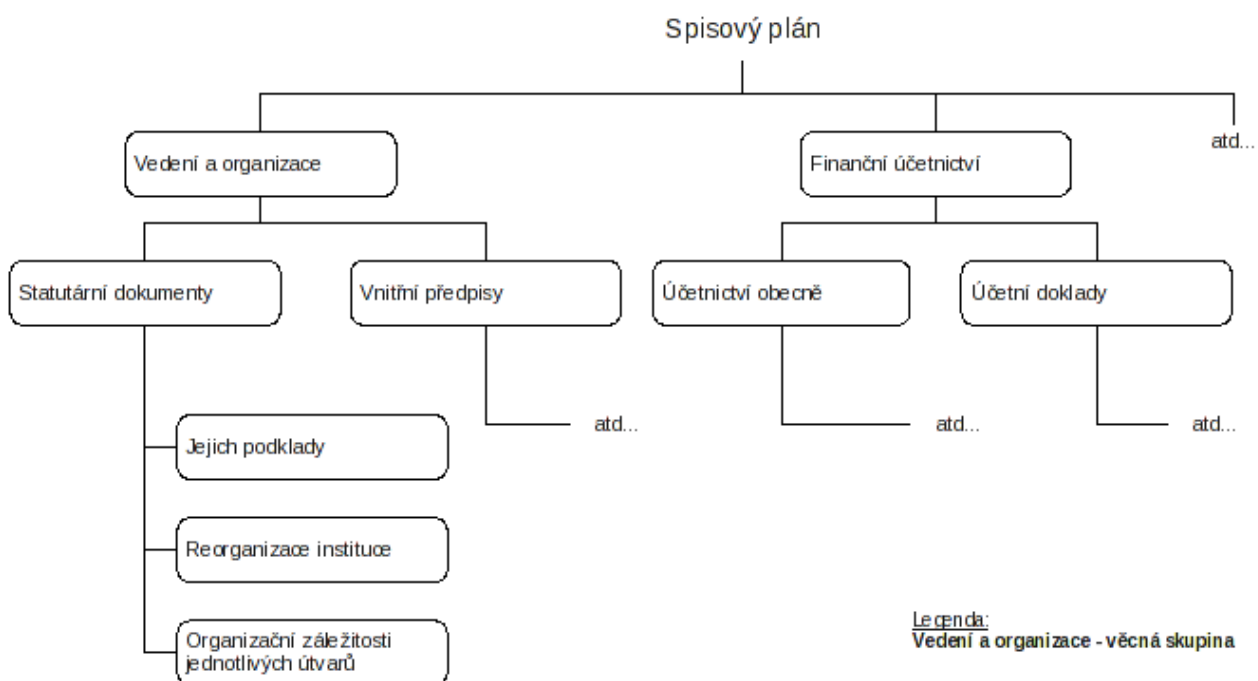 Spisový plán
atd...
Vedení a organizace
Finanční účetnictví
Statutární dokumenty
Vnitřní předpisy
Účetnictví obecně
Účetní doklady
atd...
atd...
atd...
Jejich podklady
Reorganizace instituce
Organizační záležitosti
jednotlivých útvarů
Legenda:
Vedení a organizace - věcná skupina